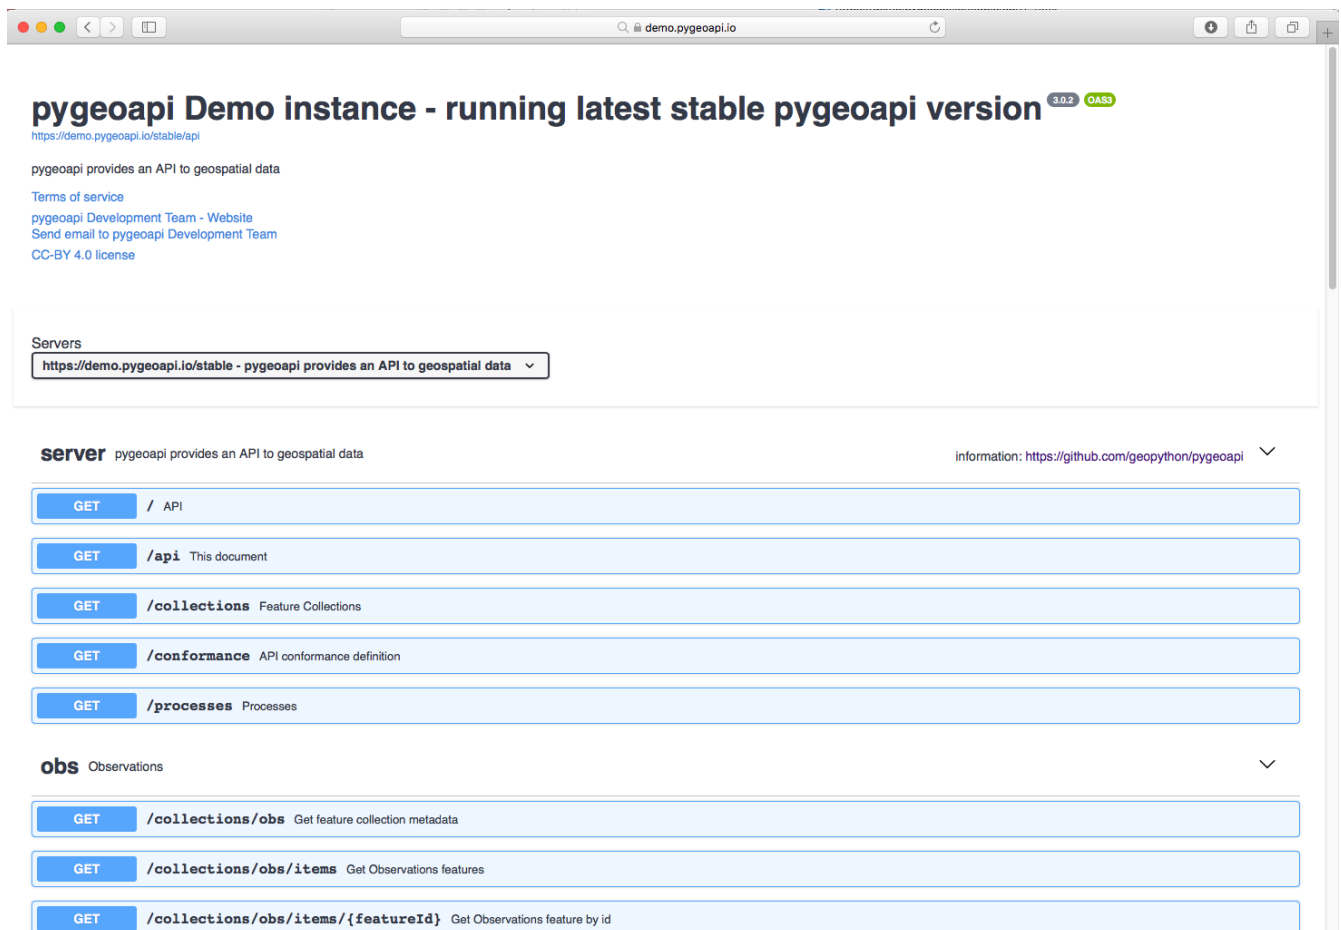 demo.pygeoapi.io
pygeoapi Demo instance - running latest stable pygeoapi version 3.0.2 OAS3
https://demo.pygeoapi.io/stable/api
pygeoapi provides an API to geospatial data
Terms of service
pygeoapi Development Team - Website
Send email to pygeoapi Development Team
CC-BY 4.0 license
Servers
https://demo.pygeoapi.io/stable - pygeoapi provides an API to geospatial data
server pygeoapi provides an API to geospatial data information: https://github.com/geopython/pygeoapi
GET / API
GET /api This document
GET /collections Feature Collections
GET /conformance API conformance definition
GET /processes Processes
obs Observations
GET /collections/obs Get feature collection metadata
GET /collections/obs/items Get Observations features
GET /collections/obs/items/{featureId} Get Observations feature by id